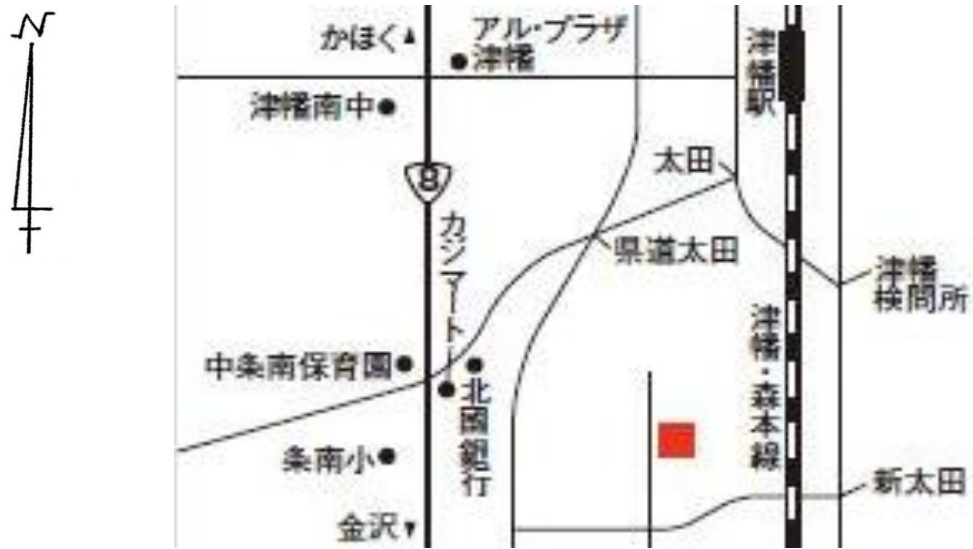 N
かほく▲
アル・プラザ
津幡
津幡駅
津幡南中
8
太田
カジマート
県道太田
津幡
検問所
中条南保育園
北國銀行
津幡・森本線
条南小
新太田
金沢▼